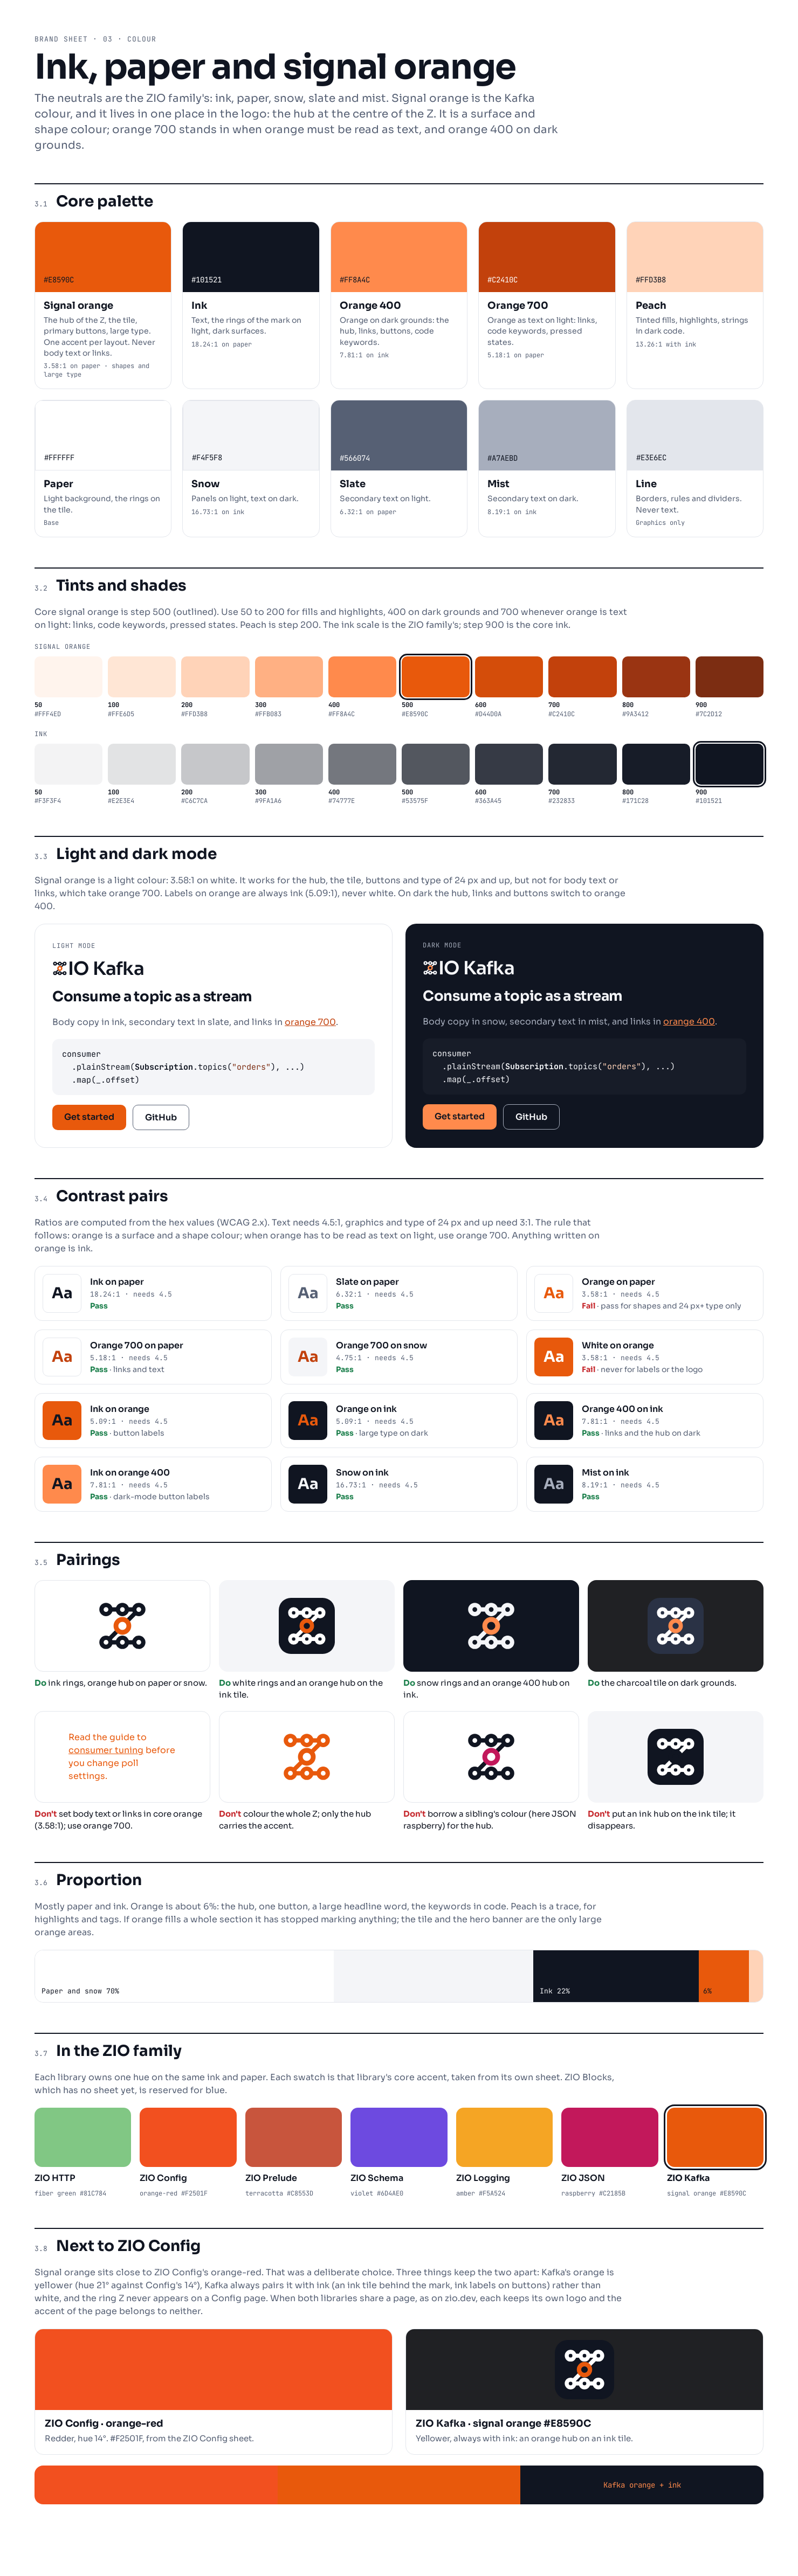 BRAND SHEET · 03 · COLOUR
Ink, paper and signal orange
The neutrals are the ZIO family's: ink, paper, snow, slate and mist. Signal orange is the Kafka
colour, and it lives in one place in the logo: the hub at the centre of the Z. It is a surface and
shape colour; orange 700 stands in when orange must be read as text, and orange 400 on dark
grounds.
3.1 Core palette
#E8590C
Signal orange
The hub of the Z, the tile,
primary buttons, large type.
One accent per layout. Never
body text or links.
3.58:1 on paper · shapes and
large type
#101521
Ink
Text, the rings of the mark on
light, dark surfaces.
18.24:1 on paper
#FF8A4C
Orange 400
Orange on dark grounds: the
hub, links, buttons, code
keywords.
7.81:1 on ink
#C2410C
Orange 700
Orange as text on light: links,
code keywords, pressed
states.
5.18:1 on paper
#FFD3B8
Peach
Tinted fills, highlights, strings
in dark code.
13.26:1 with ink
#FFFFFF
Paper
Light background, the rings on
the tile.
Base
#F4F5F8
Snow
Panels on light, text on dark.
16.73:1 on ink
#566074
Slate
Secondary text on light.
6.32:1 on paper
#A7AEBD
Mist
Secondary text on dark.
8.19:1 on ink
#E3E6EC
Line
Borders, rules and dividers.
Never text.
Graphics only
3.2 Tints and shades
Core signal orange is step 500 (outlined). Use 50 to 200 for fills and highlights, 400 on dark grounds and 700 whenever orange is text
on light: links, code keywords, pressed states. Peach is step 200. The ink scale is the ZIO family's; step 900 is the core ink.
SIGNAL ORANGE
50 100 200 300 400 500 600 700 800 900
#FFF4ED #FFE6D5 #FFD3B8 #FFB083 #FF8A4C #E8590C #D44D0A #C2410C #9A3412 #7C2D12
INK
50 100 200 300 400 500 600 700 800 900
#F3F3F4 #E2E3E4 #C6C7CA #9FA1A6 #74777E #53575F #363A45 #232833 #171C28 #101521
3.3 Light and dark mode
Signal orange is a light colour: 3.58:1 on white. It works for the hub, the tile, buttons and type of 24 px and up, but not for body text or
links, which take orange 700. Labels on orange are always ink (5.09:1), never white. On dark the hub, links and buttons switch to orange
400.
LIGHT MODE
IO Kafka
Consume a topic as a stream
Body copy in ink, secondary text in slate, and links in orange 700.
consumer
.plainStream(Subscription.topics("orders"), ...)
.map(_.offset)
Get started GitHub
DARK MODE
IO Kafka
Consume a topic as a stream
Body copy in snow, secondary text in mist, and links in orange 400.
consumer
.plainStream(Subscription.topics("orders"), ...)
.map(_.offset)
Get started GitHub
3.4 Contrast pairs
Ratios are computed from the hex values (WCAG 2.x). Text needs 4.5:1, graphics and type of 24 px and up need 3:1. The rule that
follows: orange is a surface and a shape colour; when orange has to be read as text on light, use orange 700. Anything written on
orange is ink.
Aa
Ink on paper
18.24:1 · needs 4.5
Pass
Aa
Slate on paper
6.32:1 · needs 4.5
Pass
Aa
Orange on paper
3.58:1 · needs 4.5
Fail · pass for shapes and 24 px+ type only
Aa
Orange 700 on paper
5.18:1 · needs 4.5
Pass · links and text
Aa
Orange 700 on snow
4.75:1 · needs 4.5
Pass
Aa
White on orange
3.58:1 · needs 4.5
Fail · never for labels or the logo
Aa
Ink on orange
5.09:1 · needs 4.5
Pass · button labels
Aa
Orange on ink
5.09:1 · needs 4.5
Pass · large type on dark
Aa
Orange 400 on ink
7.81:1 · needs 4.5
Pass · links and the hub on dark
Aa
Ink on orange 400
7.81:1 · needs 4.5
Pass · dark-mode button labels
Aa
Snow on ink
16.73:1 · needs 4.5
Pass
Aa
Mist on ink
8.19:1 · needs 4.5
Pass
3.5 Pairings
Do ink rings, orange hub on paper or snow.
Do white rings and an orange hub on the
ink tile.
Do snow rings and an orange 400 hub on
ink.
Do the charcoal tile on dark grounds.
Read the guide to
consumer tuning before
you change poll
settings.
Don't set body text or links in core orange
(3.58:1); use orange 700.
Don't colour the whole Z; only the hub
carries the accent.
Don't borrow a sibling's colour (here JSON
raspberry) for the hub.
Don't put an ink hub on the ink tile; it
disappears.
3.6 Proportion
Mostly paper and ink. Orange is about 6%: the hub, one button, a large headline word, the keywords in code. Peach is a trace, for
highlights and tags. If orange fills a whole section it has stopped marking anything; the tile and the hero banner are the only large
orange areas.
Paper and snow 70%
Ink 22%
6%
3.7 In the ZIO family
Each library owns one hue on the same ink and paper. Each swatch is that library's core accent, taken from its own sheet. ZIO Blocks,
which has no sheet yet, is reserved for blue.
ZIO HTTP
fiber green #81C784
ZIO Config
orange-red #F2501F
ZIO Prelude
terracotta #C8553D
ZIO Schema
violet #6D4AE0
ZIO Logging
amber #F5A524
ZIO JSON
raspberry #C2185B
ZIO Kafka
signal orange #E8590C
3.8 Next to ZIO Config
Signal orange sits close to ZIO Config's orange-red. That was a deliberate choice. Three things keep the two apart: Kafka's orange is
yellower (hue 21° against Config's 14°), Kafka always pairs it with ink (an ink tile behind the mark, ink labels on buttons) rather than
white, and the ring Z never appears on a Config page. When both libraries share a page, as on zio.dev, each keeps its own logo and the
accent of the page belongs to neither.
ZIO Config · orange-red
Redder, hue 14°. #F2501F, from the ZIO Config sheet.
ZIO Kafka · signal orange #E8590C
Yellower, always with ink: an orange hub on an ink tile.
Kafka orange + ink